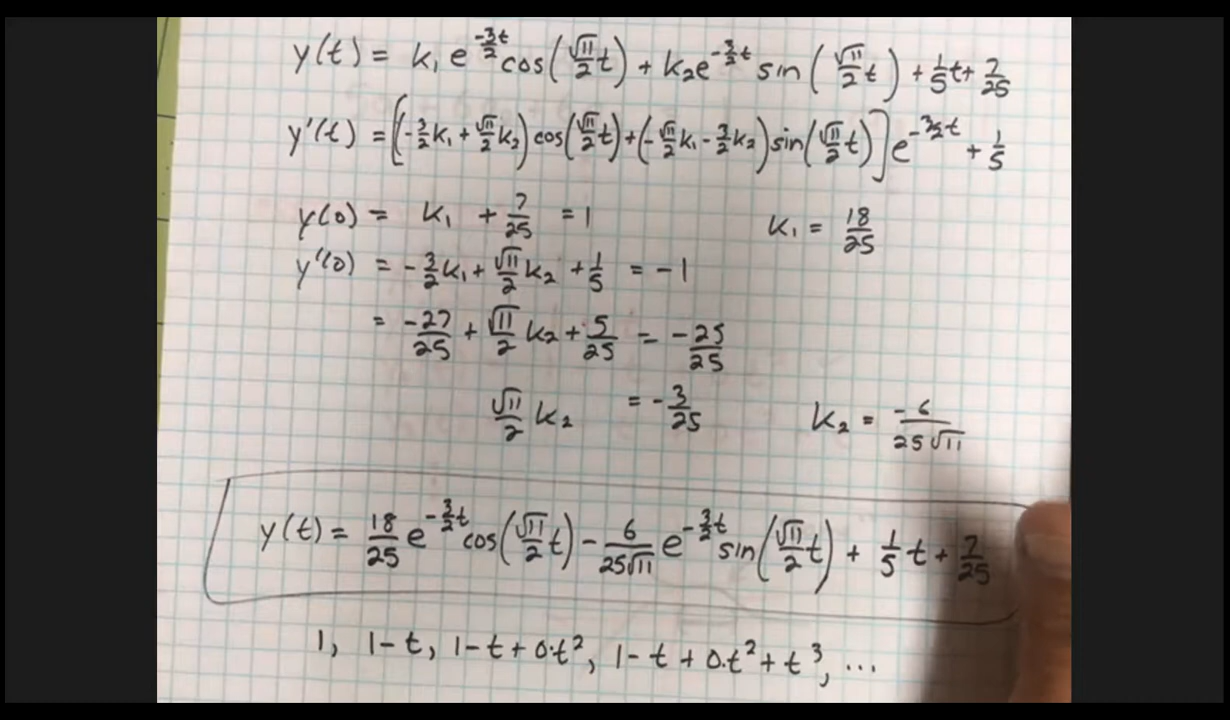 y(t) = k₁ e^{-3/2 t} cos(√11/2 t) + k₂ e^{-3/2 t} sin(√11/2 t) + 1/5 t + 7/25
y'(t) = [(-3/2 k₁ + √11/2 k₂) cos(√11/2 t) + (-√11/2 k₁ - 3/2 k₂) sin(√11/2 t)] e^{-3/2 t} + 1/5
y(0) = k₁ + 7/25 = 1 k₁ = 18/25
y'(0) = -3/2 k₁ + √11/2 k₂ + 1/5 = -1
= -27/25 + √11/2 k₂ + 5/25 = -25/25
√11/2 k₂ = -3/25 k₂ = -6/(25√11)
y(t) = 18/25 e^{-3/2 t} cos(√11/2 t) - 6/(25√11) e^{-3/2 t} sin(√11/2 t) + 1/5 t + 7/25
1, 1-t, 1-t+0·t², 1-t+0·t²+t³, ...